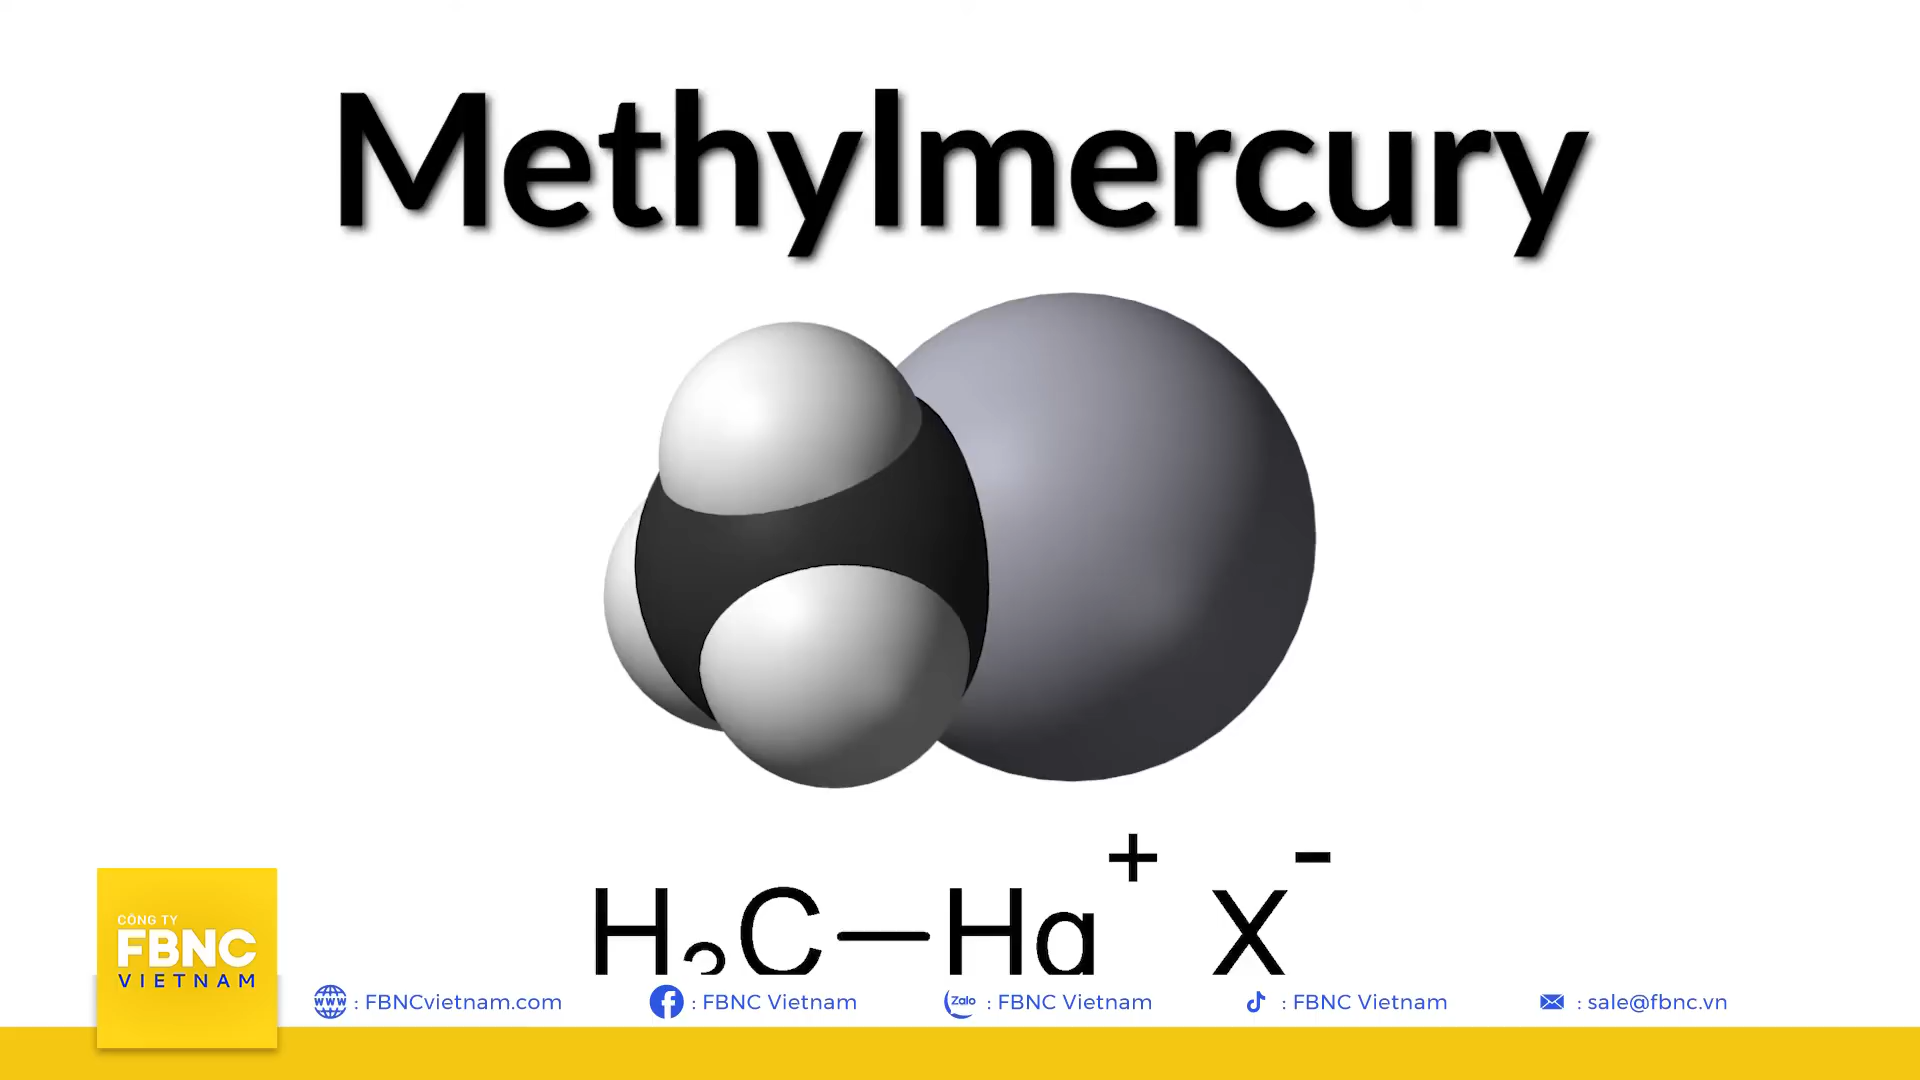 Methylmercury
H₃C—Hg⁺ X⁻
CÔNG TY
FBNC
VIETNAM
www : FBNCvietnam.com
: FBNC Vietnam
Zalo : FBNC Vietnam
: FBNC Vietnam
: sale@fbnc.vn